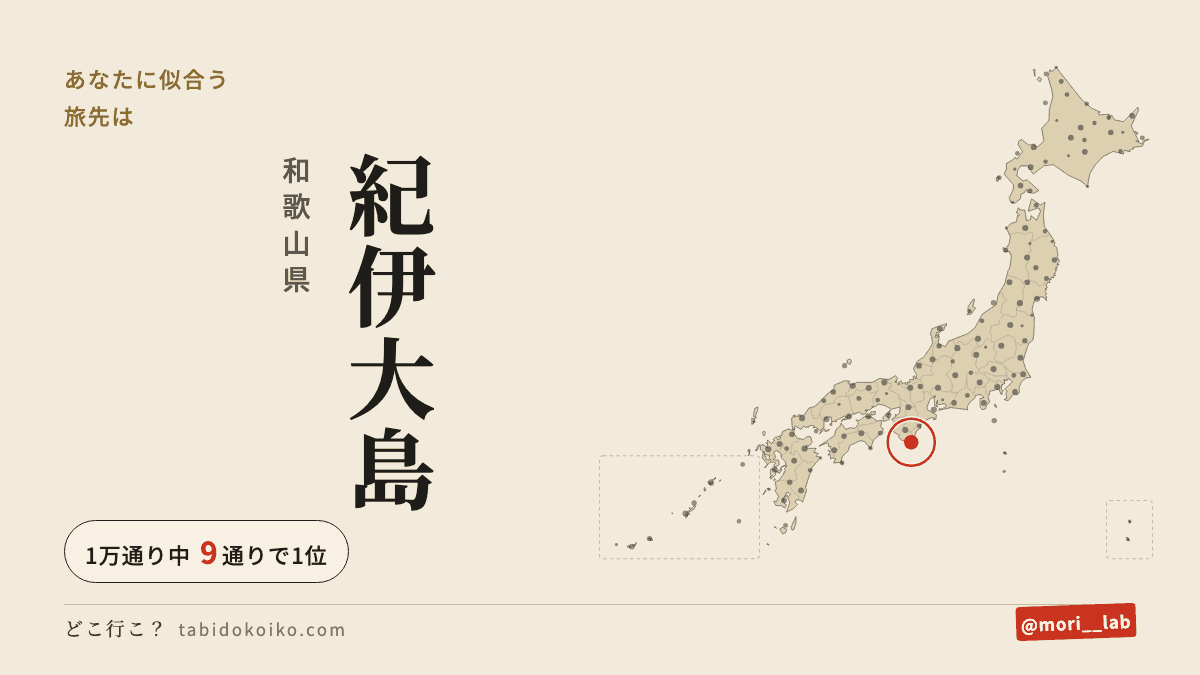 あなたに似合う
旅先は
和歌山県
紀伊大島
1万通り中 9通りで1位
どこ行こ？ tabidokoiko.com
@mori__lab